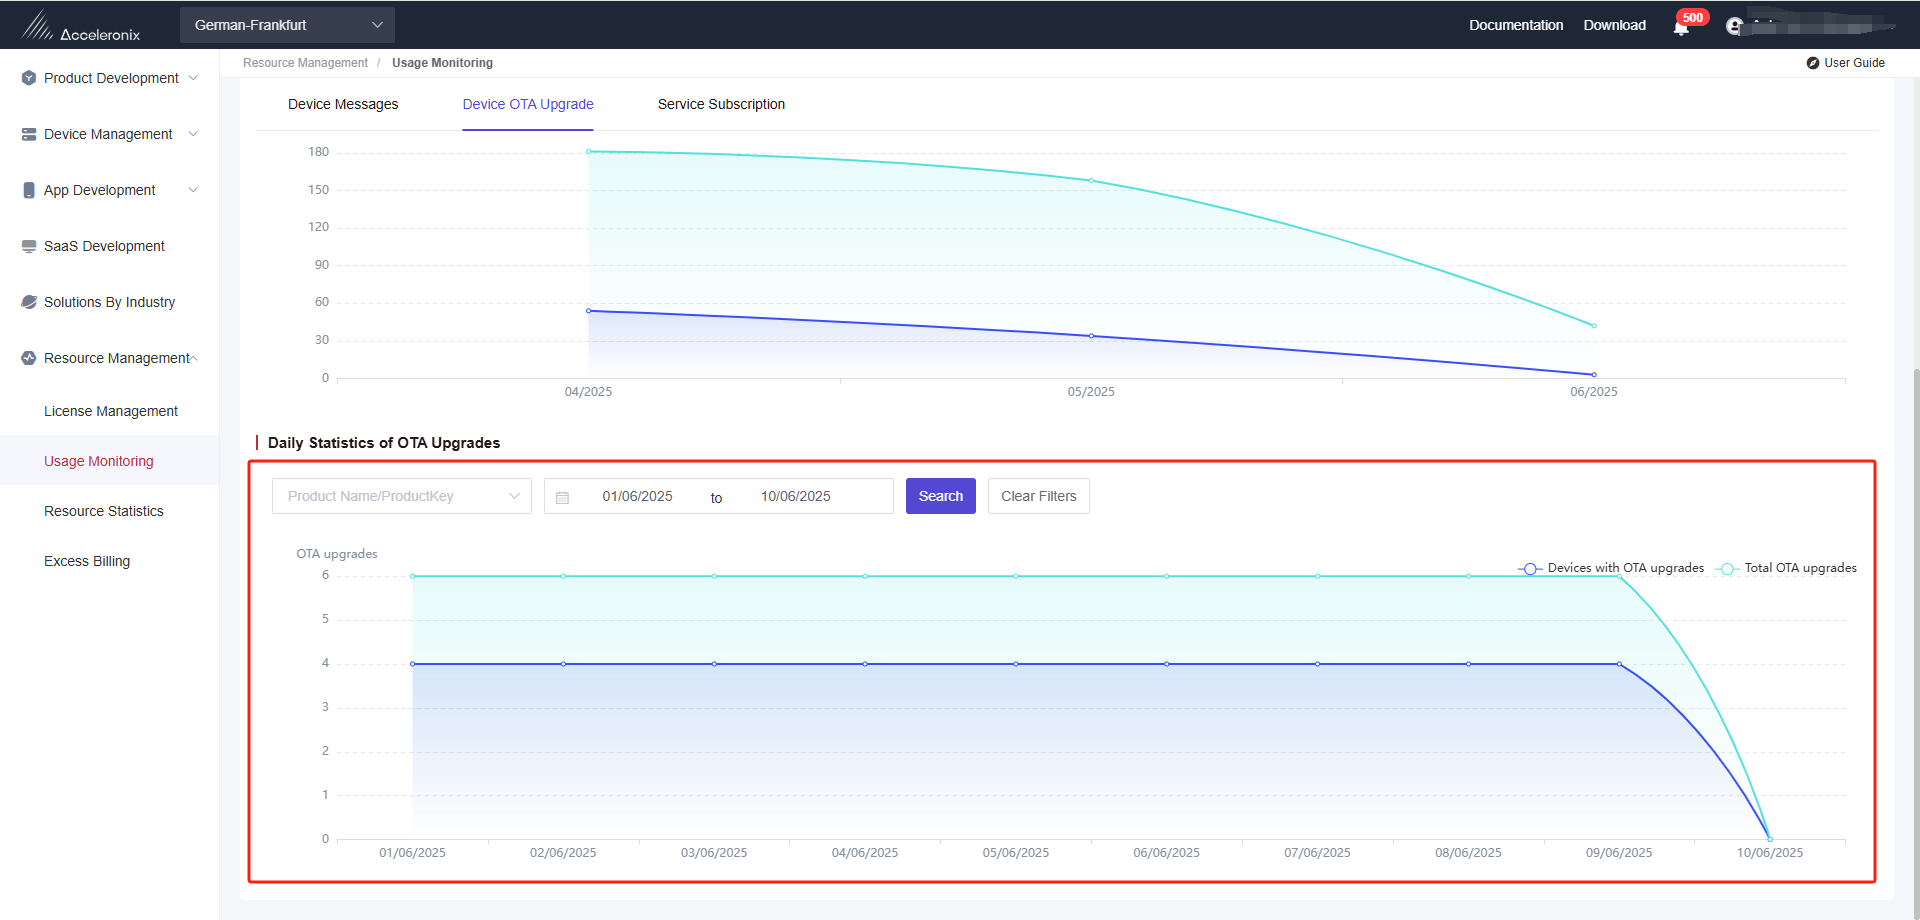 Acceleronix
German-Frankfurt
Documentation
Download
500
Product Development
Device Management
App Development
SaaS Development
Solutions By Industry
Resource Management
License Management
Usage Monitoring
Resource Statistics
Excess Billing
Resource Management / Usage Monitoring
User Guide
Device Messages
Device OTA Upgrade
Service Subscription
180
150
120
90
60
30
0
04/2025
05/2025
06/2025
Daily Statistics of OTA Upgrades
Product Name/ProductKey
01/06/2025 to 10/06/2025
Search
Clear Filters
OTA upgrades
Devices with OTA upgrades
Total OTA upgrades
6
5
4
3
2
1
0
01/06/2025
02/06/2025
03/06/2025
04/06/2025
05/06/2025
06/06/2025
07/06/2025
08/06/2025
09/06/2025
10/06/2025